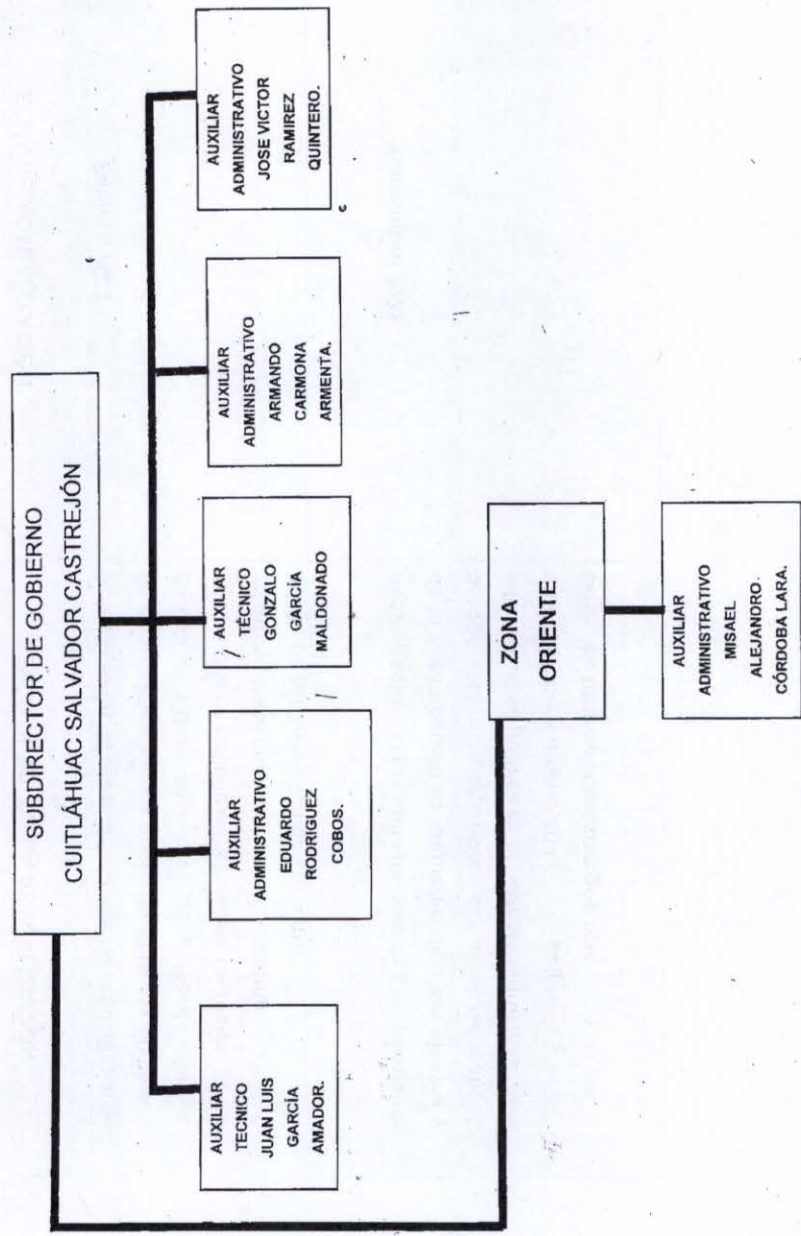 SUBDIRECTOR DE GOBIERNO
CUITLÁHUAC SALVADOR CASTREJÓN
AUXILIAR
TECNICO
JUAN LUIS
GARCÍA
AMADOR.
AUXILIAR
ADMINISTRATIVO
EDUARDO
RODRIGUEZ
COBOS.
AUXILIAR
TÉCNICO
GONZALO
GARCÍA
MALDONADO
AUXILIAR
ADMINISTRATIVO
ARMANDO
CARMONA
ARMENTA.
AUXILIAR
ADMINISTRATIVO
JOSE VICTOR
RAMIREZ
QUINTERO.
ZONA
ORIENTE
AUXILIAR
ADMINISTRATIVO
MISAEL
ALEJANDRO.
CÓRDOBA LARA.